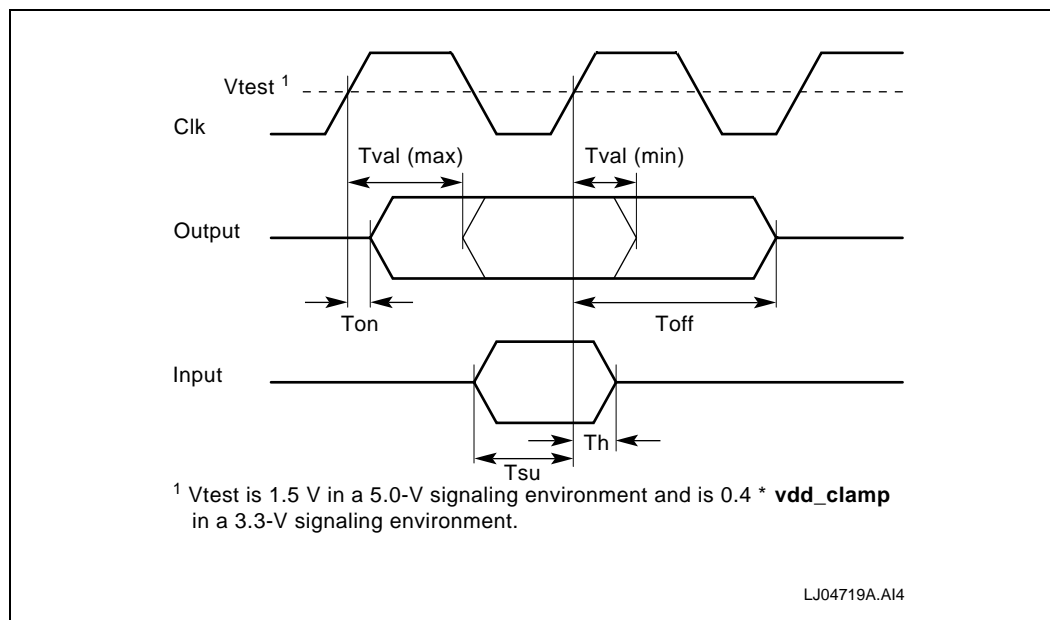 Vtest 1
Clk
Tval (max)
Tval (min)
Output
Ton
Toff
Input
Th
Tsu
1 Vtest is 1.5 V in a 5.0-V signaling environment and is 0.4 * vdd_clamp
in a 3.3-V signaling environment.
LJ04719A.AI4